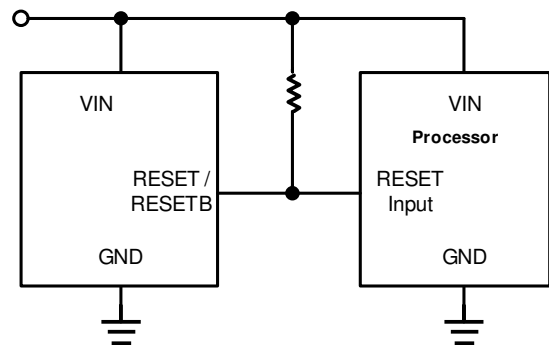 VIN
RESET /
RESETB
GND
VIN
Processor
RESET
Input
GND